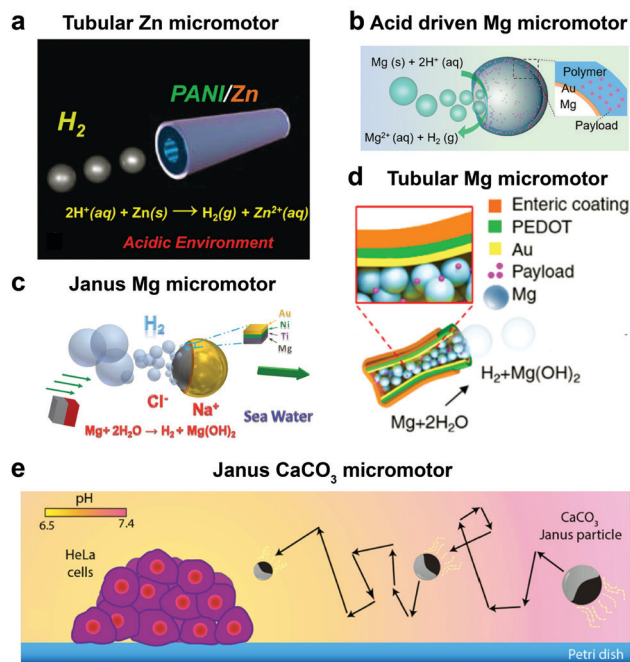 a Tubular Zn micromotor
PANI/Zn
H₂
2H⁺(aq) + Zn(s) ⟶ H₂(g) + Zn²⁺(aq)
Acidic Environment
b Acid driven Mg micromotor
Mg (s) + 2H⁺ (aq)
Mg²⁺ (aq) + H₂ (g)
Polymer
Au
Mg
Payload
c Janus Mg micromotor
H₂
Au
Ni
Ti
Mg
Cl⁻
Na⁺
Sea Water
Mg+ 2H₂O → H₂ + Mg(OH)₂
d Tubular Mg micromotor
Enteric coating
PEDOT
Au
Payload
Mg
H₂+Mg(OH)₂
Mg+2H₂O
e Janus CaCO₃ micromotor
pH
6.5 7.4
HeLa
cells
CaCO₃
Janus particle
Petri dish